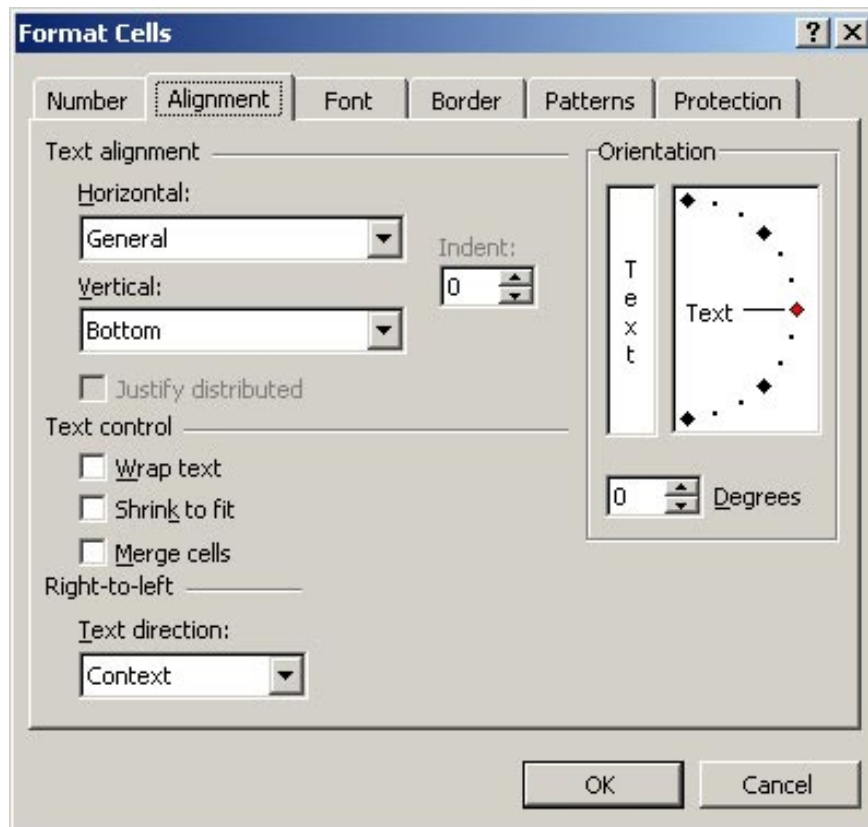 Format Cells
Number Alignment Font Border Patterns Protection
Text alignment
Horizontal:
General
Indent:
0
Vertical:
Bottom
Justify distributed
Text control
Wrap text
Shrink to fit
Merge cells
Right-to-left
Text direction:
Context
Orientation
Text
Text
0 Degrees
OK Cancel